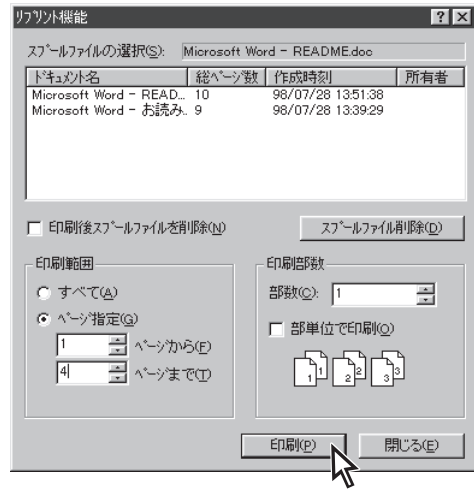 リプリント機能
スプールファイルの選択(S): Microsoft Word - README.doc
ドキュメント名 総ページ数 作成時刻 所有者
Microsoft Word - READ... 10 98/07/28 13:51:38
Microsoft Word - お読み.. 9 98/07/28 13:39:29
印刷後スプールファイルを削除(N) スプールファイル削除(D)
印刷範囲
すべて(A)
ページ指定(G)
1 ページから(F)
4 ページまで(T)
印刷部数
部数(C): 1
部単位で印刷(O)
1 1 2 2 3 3
印刷(P) 閉じる(E)